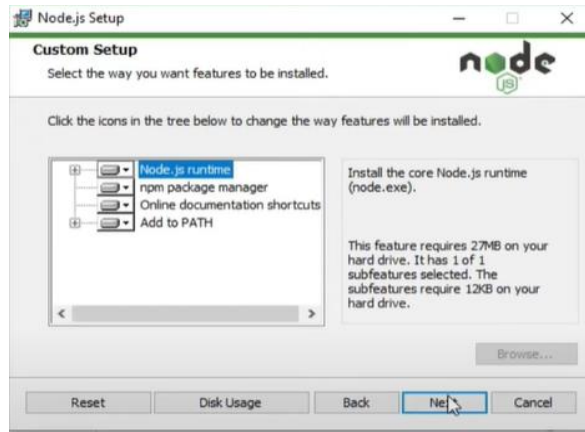 Node.js Setup
Custom Setup
Select the way you want features to be installed.
node
JS
Click the icons in the tree below to change the way features will be installed.
Node.js runtime
npm package manager
Online documentation shortcuts
Add to PATH
Install the core Node.js runtime
(node.exe).
This feature requires 27MB on your
hard drive. It has 1 of 1
subfeatures selected. The
subfeatures require 12KB on your
hard drive.
Browse...
Reset
Disk Usage
Back
Next
Cancel